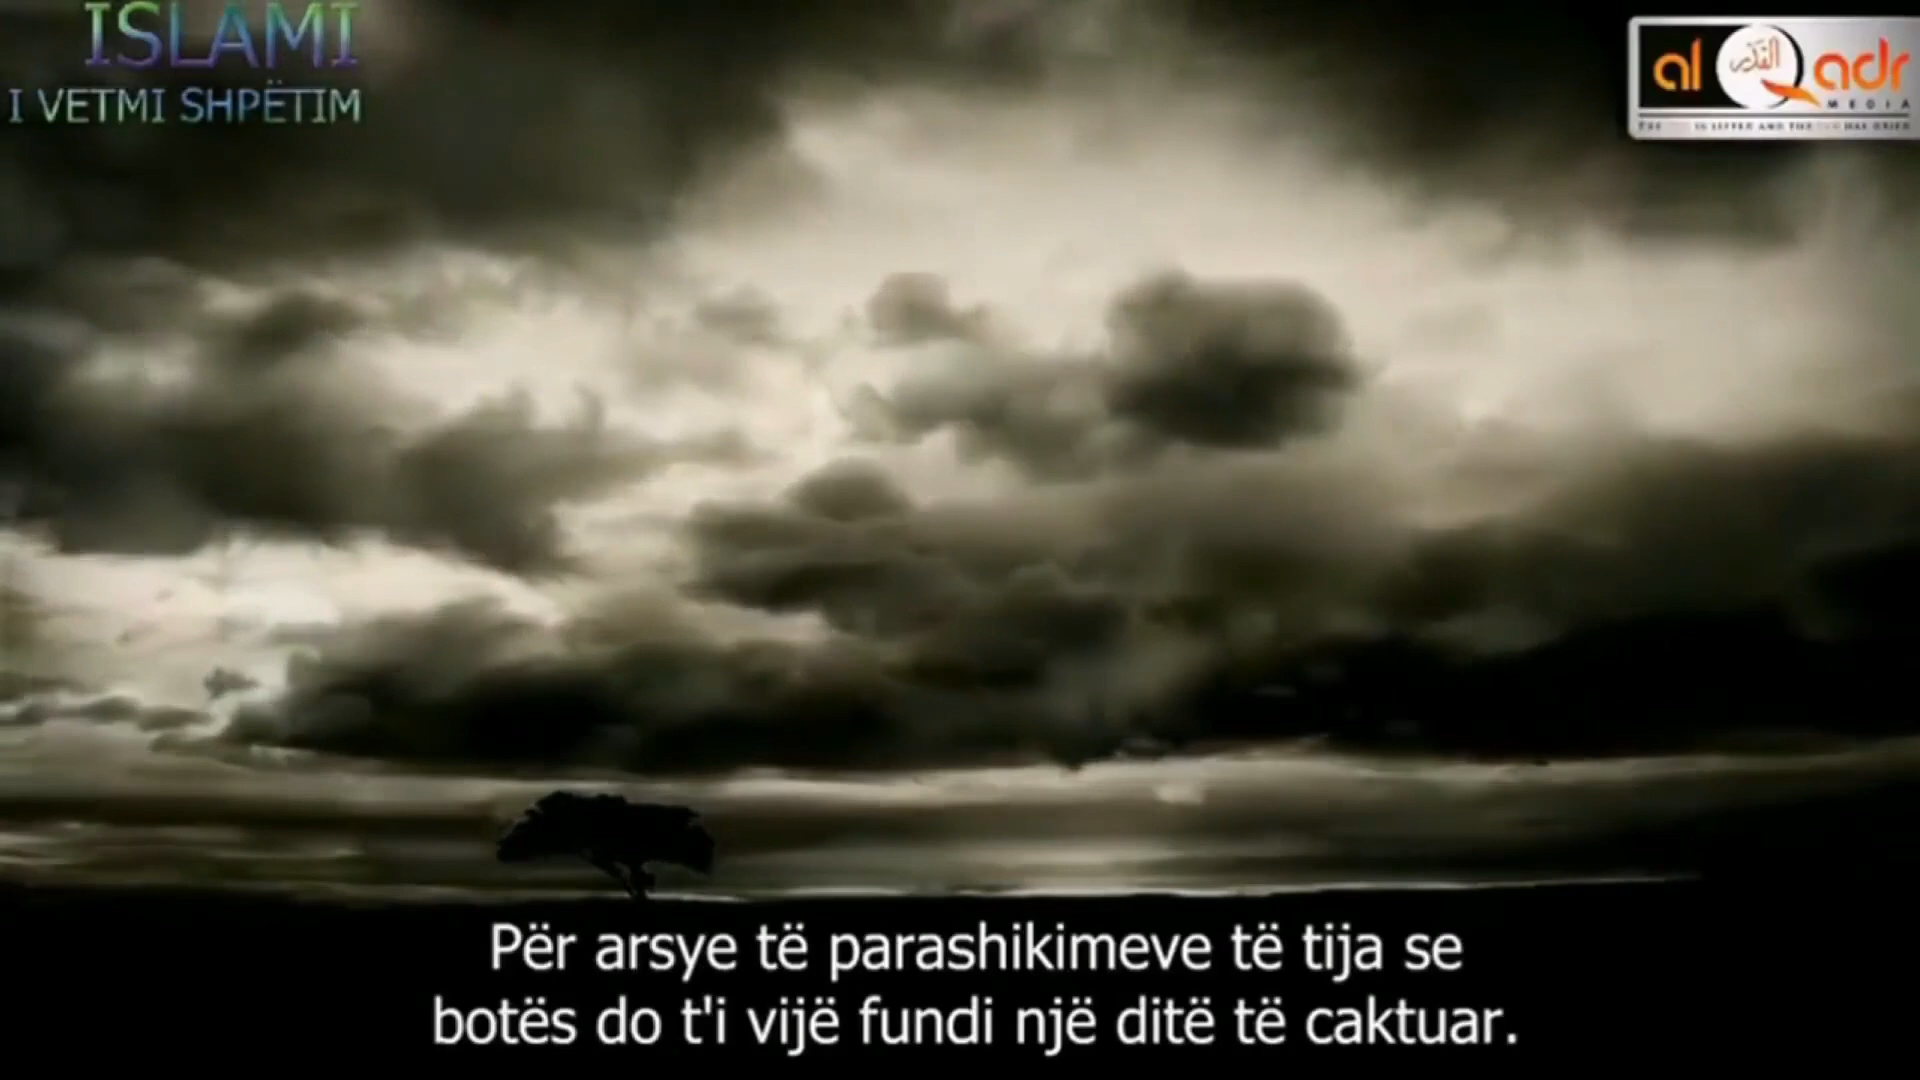 ISLAMI
I VETMI SHPËTIM
al Qadr
القدر
MEDIA
Për arsye të parashikimeve të tija se
botës do t'i vijë fundi një ditë të caktuar.